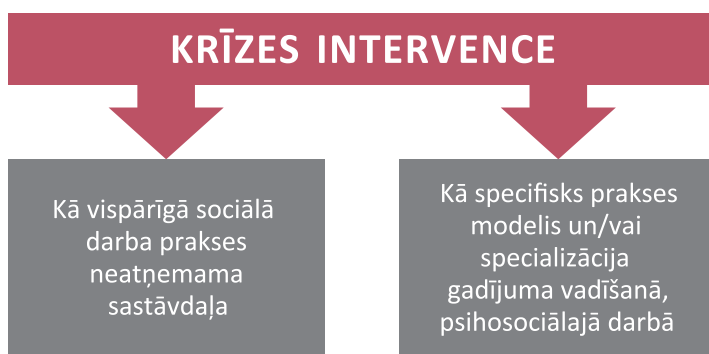 KRĪZES INTERVENCE
Kā vispārīgā sociālā
darba prakses
neatņemama
sastāvdaļa
Kā specifisks prakses
modelis un/vai
specializācija
gadījuma vadīšanā,
psihosociālajā darbā